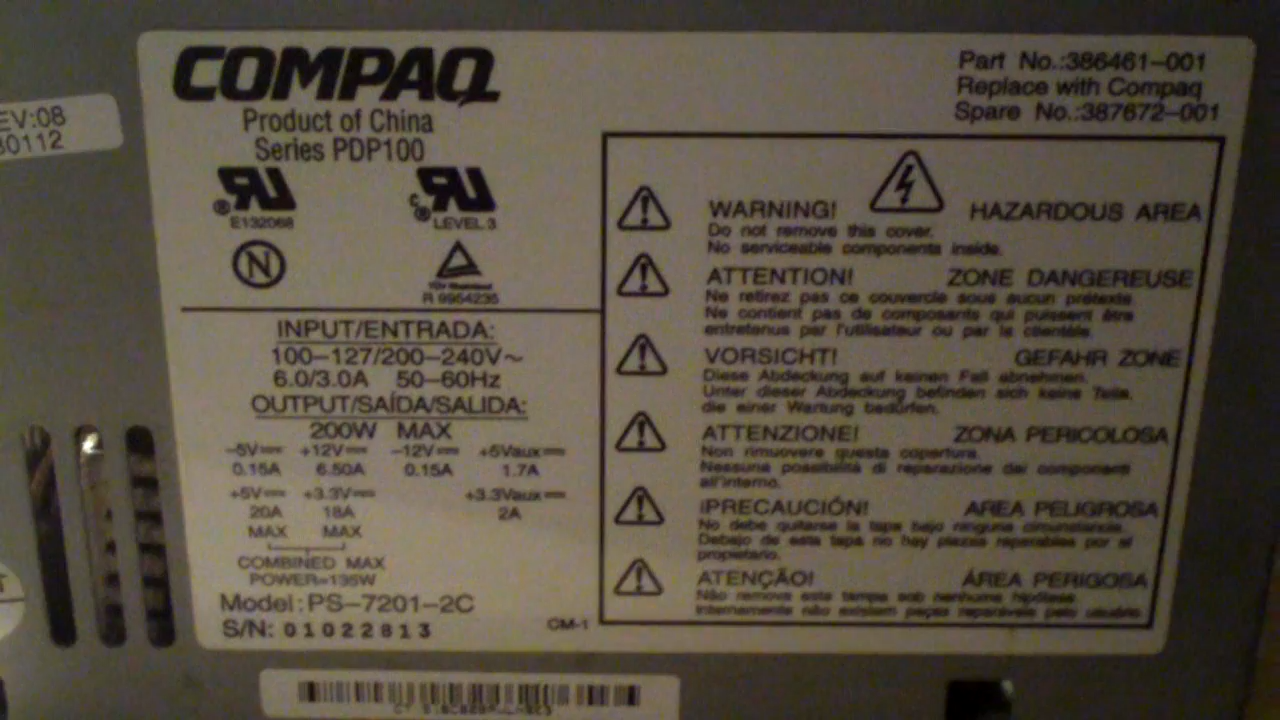 COMPAQ
Product of China
Series PDP100
E132068
LEVEL 3
N
TÜV Rheinland
R 9954235
Part No.:386461-001
Replace with Compaq
Spare No.:387672-001
EV:08
30112
INPUT/ENTRADA:
100-127/200-240V~
6.0/3.0A 50-60Hz
OUTPUT/SAÍDA/SALIDA:
200W MAX
-5V +12V -12V +5Vaux
0.15A 6.50A 0.15A 1.7A
+5V +3.3V +3.3Vaux
20A 18A 2A
MAX MAX
COMBINED MAX
POWER=135W
Model: PS-7201-2C
S/N: 01022813
CM-1
WARNING! HAZARDOUS AREA
Do not remove this cover.
No serviceable components inside.
ATTENTION! ZONE DANGEREUSE
Ne retirez pas ce couvercle sous aucun prétexte.
Ne contient pas de composants qui puissent être
entretenus par l'utilisateur ou par la clientèle.
VORSICHT! GEFAHR ZONE
Diese Abdeckung auf keinen Fall abnehmen.
Unter dieser Abdeckung befinden sich keine Teile,
die einer Wartung bedürfen.
ATTENZIONE! ZONA PERICOLOSA
Non rimuovere questa copertura.
Nessuna possibilità di riparazione dai componenti
all'interno.
¡PRECAUCIÓN! AREA PELIGROSA
No debe quitarse la tapa bajo ninguna circunstancia.
Debajo de esta tapa no hay piezas reparables por el
propietario.
ATENÇÃO! ÁREA PERIGOSA
Não remova esta tampa sob nenhuma hipótese.
Internamente não existem peças reparáveis pelo usuário.